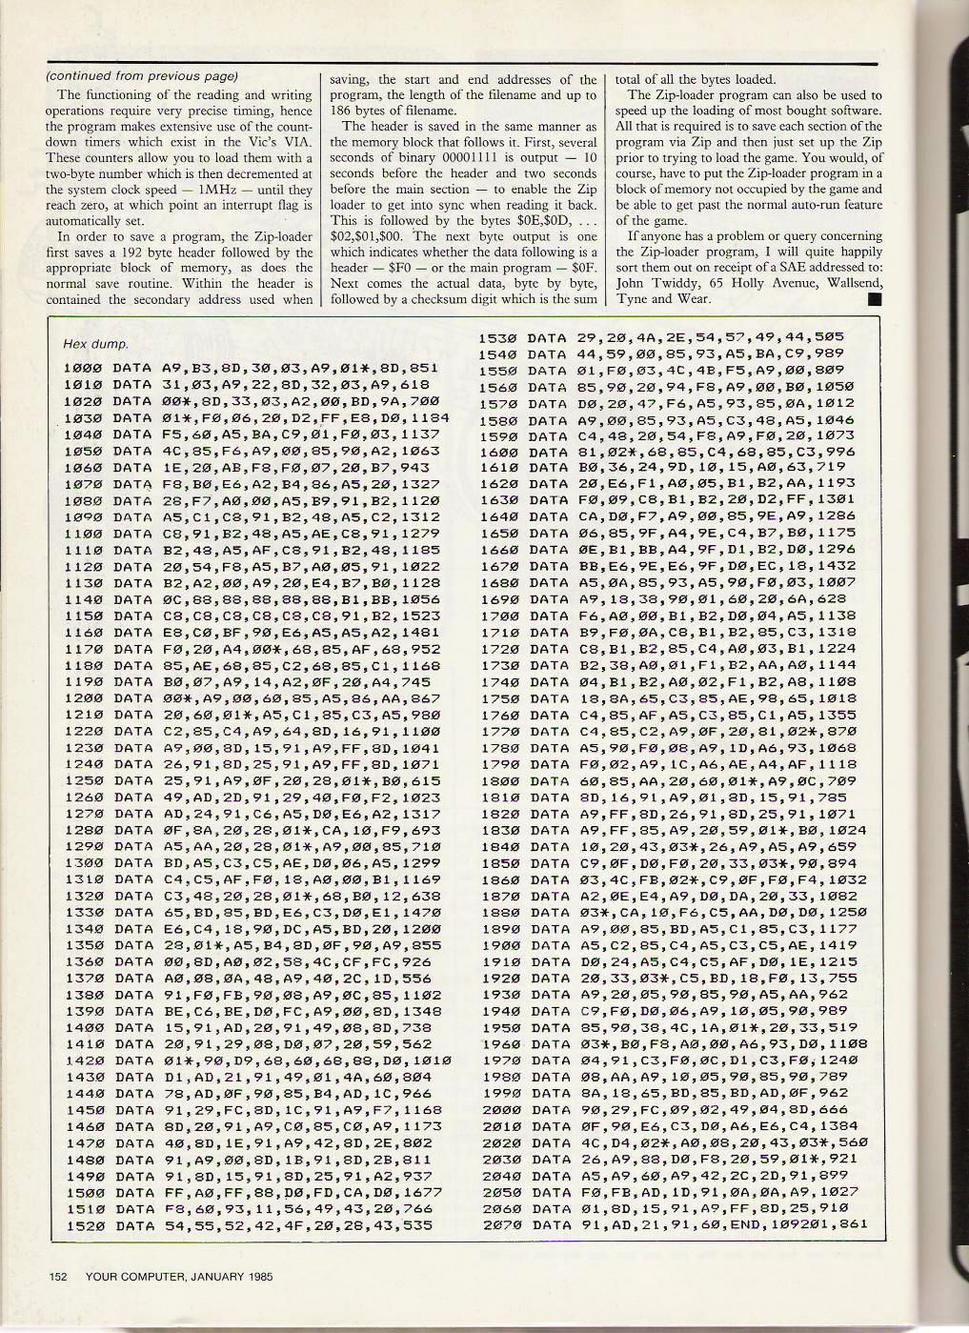 (continued from previous page)
The functioning of the reading and writing
operations require very precise timing, hence
the program makes extensive use of the count-
down timers which exist in the Vic's VIA.
These counters allow you to load them with a
two-byte number which is then decremented at
the system clock speed — 1MHz — until they
reach zero, at which point an interrupt flag is
automatically set.
In order to save a program, the Zip-loader
first saves a 192 byte header followed by the
appropriate block of memory, as does the
normal save routine. Within the header is
contained the secondary address used when
saving, the start and end addresses of the
program, the length of the filename and up to
186 bytes of filename.
The header is saved in the same manner as
the memory block that follows it. First, several
seconds of binary 00001111 is output — 10
seconds before the header and two seconds
before the main section — to enable the Zip
loader to get into sync when reading it back.
This is followed by the bytes $0E,$0D, ...
$02,$01,$00. The next byte output is one
which indicates whether the data following is a
header — $F0 — or the main program — $0F.
Next comes the actual data, byte by byte,
followed by a checksum digit which is the sum
total of all the bytes loaded.
The Zip-loader program can also be used to
speed up the loading of most bought software.
All that is required is to save each section of the
program via Zip and then just set up the Zip
prior to trying to load the game. You would, of
course, have to put the Zip-loader program in a
block of memory not occupied by the game and
be able to get past the normal auto-run feature
of the game.
If anyone has a problem or query concerning
the Zip-loader program, I will quite happily
sort them out on receipt of a SAE addressed to:
John Twiddy, 65 Holly Avenue, Wallsend,
Tyne and Wear.
Hex dump.
1000 DATA A9,B3,8D,30,03,A9,01*,8D,851
1010 DATA 31,03,A9,22,8D,32,03,A9,618
1020 DATA 00*,8D,33,03,A2,00,BD,9A,700
1030 DATA 01*,F0,06,20,D2,FF,E8,D0,1184
1040 DATA F5,60,A5,BA,C9,01,F0,03,1137
1050 DATA 4C,85,F6,A9,00,85,90,A2,1063
1060 DATA 1E,20,AB,F8,F0,07,20,B7,943
1070 DATA F8,B0,E6,A2,B4,86,A5,20,1327
1080 DATA 28,F7,A0,00,A5,B9,91,B2,1120
1090 DATA A5,C1,C8,91,B2,48,A5,C2,1312
1100 DATA C8,91,B2,48,A5,AE,C8,91,1279
1110 DATA B2,48,A5,AF,C8,91,B2,48,1185
1120 DATA 20,54,F8,A5,B7,A0,05,91,1022
1130 DATA B2,A2,00,A9,20,E4,B7,B0,1128
1140 DATA 0C,88,88,88,88,88,B1,BB,1056
1150 DATA C8,C8,C8,C8,C8,C8,91,B2,1523
1160 DATA E8,C0,BF,90,E6,A5,A5,A2,1481
1170 DATA F0,20,A4,00*,68,85,AF,68,952
1180 DATA 85,AE,68,85,C2,68,85,C1,1168
1190 DATA B0,07,A9,14,A2,0F,20,A4,745
1200 DATA 00*,A9,00,60,85,A5,86,AA,867
1210 DATA 20,60,01*,A5,C1,85,C3,A5,980
1220 DATA C2,85,C4,A9,64,8D,16,91,1100
1230 DATA A9,00,8D,15,91,A9,FF,8D,1041
1240 DATA 26,91,8D,25,91,A9,FF,8D,1071
1250 DATA 25,91,A9,0F,20,28,01*,B0,615
1260 DATA 49,AD,2D,91,29,40,F0,F2,1023
1270 DATA AD,24,91,C6,A5,D0,E6,A2,1317
1280 DATA 0F,8A,20,28,01*,CA,10,F9,693
1290 DATA A5,AA,20,28,01*,A9,00,85,710
1300 DATA BD,A5,C3,C5,AE,D0,06,A5,1299
1310 DATA C4,C5,AF,F0,18,A0,00,B1,1169
1320 DATA C3,48,20,28,01*,68,B0,12,638
1330 DATA 65,BD,85,BD,E6,C3,D0,E1,1470
1340 DATA E6,C4,18,90,DC,A5,BD,20,1200
1350 DATA 28,01*,A5,B4,8D,0F,90,A9,855
1360 DATA 00,8D,A0,02,58,4C,CF,FC,926
1370 DATA A0,08,0A,48,A9,40,2C,1D,556
1380 DATA 91,F0,FB,90,08,A9,0C,85,1102
1390 DATA BE,C6,BE,D0,FC,A9,00,8D,1348
1400 DATA 15,91,AD,20,91,49,08,8D,738
1410 DATA 20,91,29,08,D0,07,20,59,562
1420 DATA 01*,90,D9,68,60,68,88,D0,1010
1430 DATA D1,AD,21,91,49,01,4A,60,804
1440 DATA 78,AD,0F,90,85,B4,AD,1C,966
1450 DATA 91,29,FC,8D,1C,91,A9,F7,1168
1460 DATA 8D,20,91,A9,C0,85,C0,A9,1173
1470 DATA 40,8D,1E,91,A9,42,8D,2E,802
1480 DATA 91,A9,00,8D,1B,91,8D,2B,811
1490 DATA 91,8D,15,91,8D,25,91,A2,937
1500 DATA FF,A0,FF,88,D0,FD,CA,D0,1677
1510 DATA F8,60,93,11,56,49,43,20,766
1520 DATA 54,55,52,42,4F,20,28,43,535
1530 DATA 29,20,4A,2E,54,57,49,44,505
1540 DATA 44,59,00,85,93,A5,BA,C9,989
1550 DATA 01,F0,03,4C,4B,F5,A9,00,809
1560 DATA 85,90,20,94,F8,A9,00,B0,1050
1570 DATA D0,20,47,F6,A5,93,85,0A,1012
1580 DATA A9,00,85,93,A5,C3,48,A5,1046
1590 DATA C4,48,20,54,F8,A9,F0,20,1073
1600 DATA 81,02*,68,85,C4,68,85,C3,996
1610 DATA B0,36,24,9D,10,15,A0,63,719
1620 DATA 20,E6,F1,A0,05,B1,B2,AA,1193
1630 DATA F0,09,C8,B1,B2,20,D2,FF,1301
1640 DATA CA,D0,F7,A9,00,85,9E,A9,1286
1650 DATA 06,85,9F,A4,9E,C4,B7,B0,1175
1660 DATA 0E,B1,BB,A4,9F,D1,B2,D0,1296
1670 DATA BB,E6,9E,E6,9F,D0,EC,18,1432
1680 DATA A5,0A,85,93,A5,90,F0,03,1007
1690 DATA A9,18,38,90,01,60,20,6A,628
1700 DATA F6,A0,00,B1,B2,D0,04,A5,1138
1710 DATA B9,F0,0A,C8,B1,B2,85,C3,1318
1720 DATA C8,B1,B2,85,C4,A0,03,B1,1224
1730 DATA B2,38,A0,01,F1,B2,AA,A0,1144
1740 DATA 04,B1,B2,A0,02,F1,B2,A8,1108
1750 DATA 18,8A,65,C3,85,AE,98,65,1018
1760 DATA C4,85,AF,A5,C3,85,C1,A5,1355
1770 DATA C4,85,C2,A9,0F,20,81,02*,870
1780 DATA A5,90,F0,08,A9,1D,A6,93,1068
1790 DATA F0,02,A9,1C,A6,AE,A4,AF,1118
1800 DATA 60,85,AA,20,60,01*,A9,0C,709
1810 DATA 8D,16,91,A9,01,8D,15,91,785
1820 DATA A9,FF,8D,26,91,8D,25,91,1071
1830 DATA A9,FF,85,A9,20,59,01*,B0,1024
1840 DATA 10,20,43,03*,26,A9,A5,A9,659
1850 DATA C9,0F,D0,F0,20,33,03*,90,894
1860 DATA 03,4C,FB,02*,C9,0F,F0,F4,1032
1870 DATA A2,0E,E4,A9,D0,DA,20,33,1082
1880 DATA 03*,CA,10,F6,C5,AA,D0,D0,1250
1890 DATA A9,00,85,BD,A5,C1,85,C3,1177
1900 DATA A5,C2,85,C4,A5,C3,C5,AE,1419
1910 DATA D0,24,A5,C4,C5,AF,D0,1E,1215
1920 DATA 20,33,03*,C5,BD,18,F0,13,755
1930 DATA A9,20,05,90,85,90,A5,AA,962
1940 DATA C9,F0,D0,06,A9,10,05,90,989
1950 DATA 85,90,38,4C,1A,01*,20,33,519
1960 DATA 03*,B0,F8,A0,00,A6,93,D0,1108
1970 DATA 04,91,C3,F0,0C,D1,C3,F0,1240
1980 DATA 08,AA,A9,10,05,90,85,90,789
1990 DATA 8A,18,65,BD,85,BD,AD,0F,962
2000 DATA 90,29,FC,09,02,49,04,8D,666
2010 DATA 0F,90,E6,C3,D0,A6,E6,C4,1384
2020 DATA 4C,D4,02*,A0,08,20,43,03*,560
2030 DATA 26,A9,88,D0,F8,20,59,01*,921
2040 DATA A5,A9,60,A9,42,2C,2D,91,899
2050 DATA F0,FB,AD,1D,91,0A,0A,A9,1027
2060 DATA 01,8D,15,91,A9,FF,8D,25,910
2070 DATA 91,AD,21,91,60,END,109201,861
152 YOUR COMPUTER, JANUARY 1985